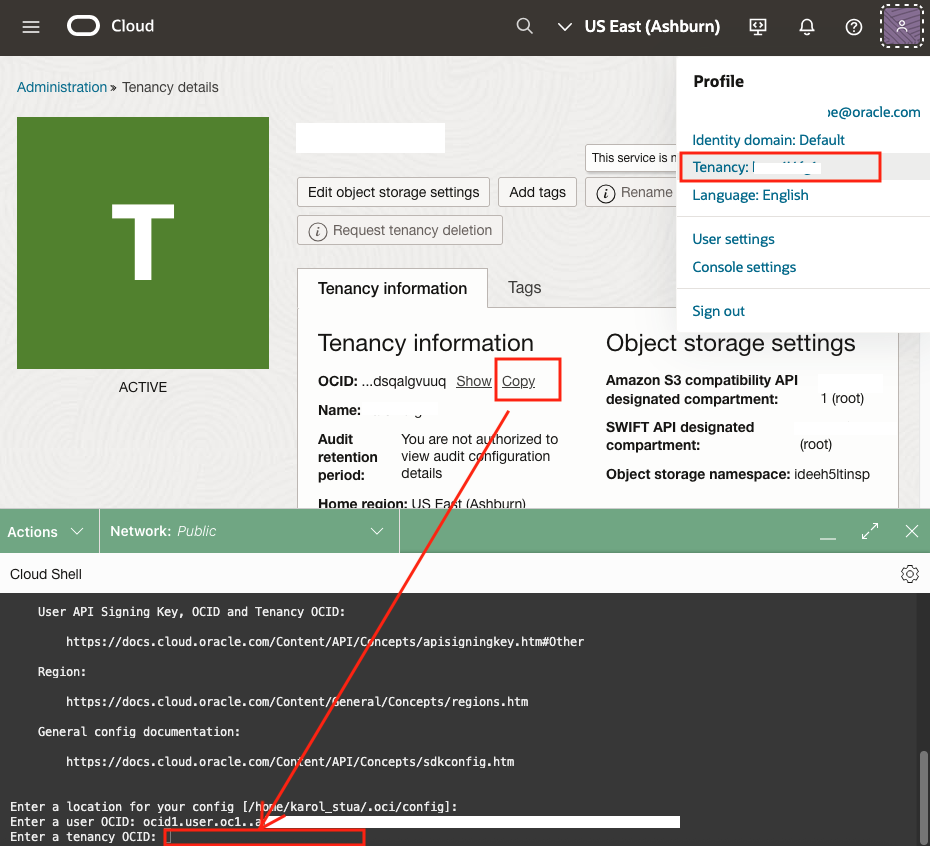 Cloud
US East (Ashburn)
Profile
e@oracle.com
Identity domain: Default
Tenancy:
Language: English
User settings
Console settings
Sign out
Administration » Tenancy details
T
ACTIVE
This service is
Edit object storage settings
Add tags
Rename
Request tenancy deletion
Tenancy information
Tags
Tenancy information
OCID: ...dsqalgvuuq Show Copy
Name:
Audit retention period:
You are not authorized to
view audit configuration
details
Home region: US East (Ashburn)
Object storage settings
Amazon S3 compatibility API
designated compartment:
1 (root)
SWIFT API designated
compartment:
(root)
Object storage namespace: ideeh5ltinsp
Actions
Network: Public
Cloud Shell
User API Signing Key, OCID and Tenancy OCID:
https://docs.cloud.oracle.com/Content/API/Concepts/apisigningkey.htm#Other
Region:
https://docs.cloud.oracle.com/Content/General/Concepts/regions.htm
General config documentation:
https://docs.cloud.oracle.com/Content/API/Concepts/sdkconfig.htm
Enter a location for your config [/home/karol_stua/.oci/config]:
Enter a user OCID: ocid1.user.oc1..a
Enter a tenancy OCID: